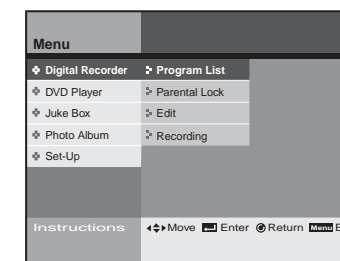 Menu
Digital Recorder
Program List
DVD Player
Parental Lock
Juke Box
Edit
Photo Album
Recording
Set-Up
Instructions
Move
Enter
Return
Menu E